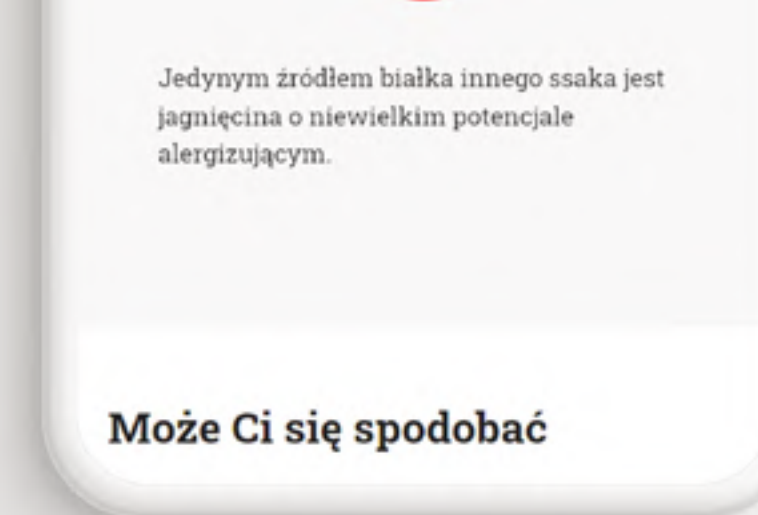 Jedynym źródłem białka innego ssaka jest
jagnięcina o niewielkim potencjale
alergizującym.
Może Ci się spodobać